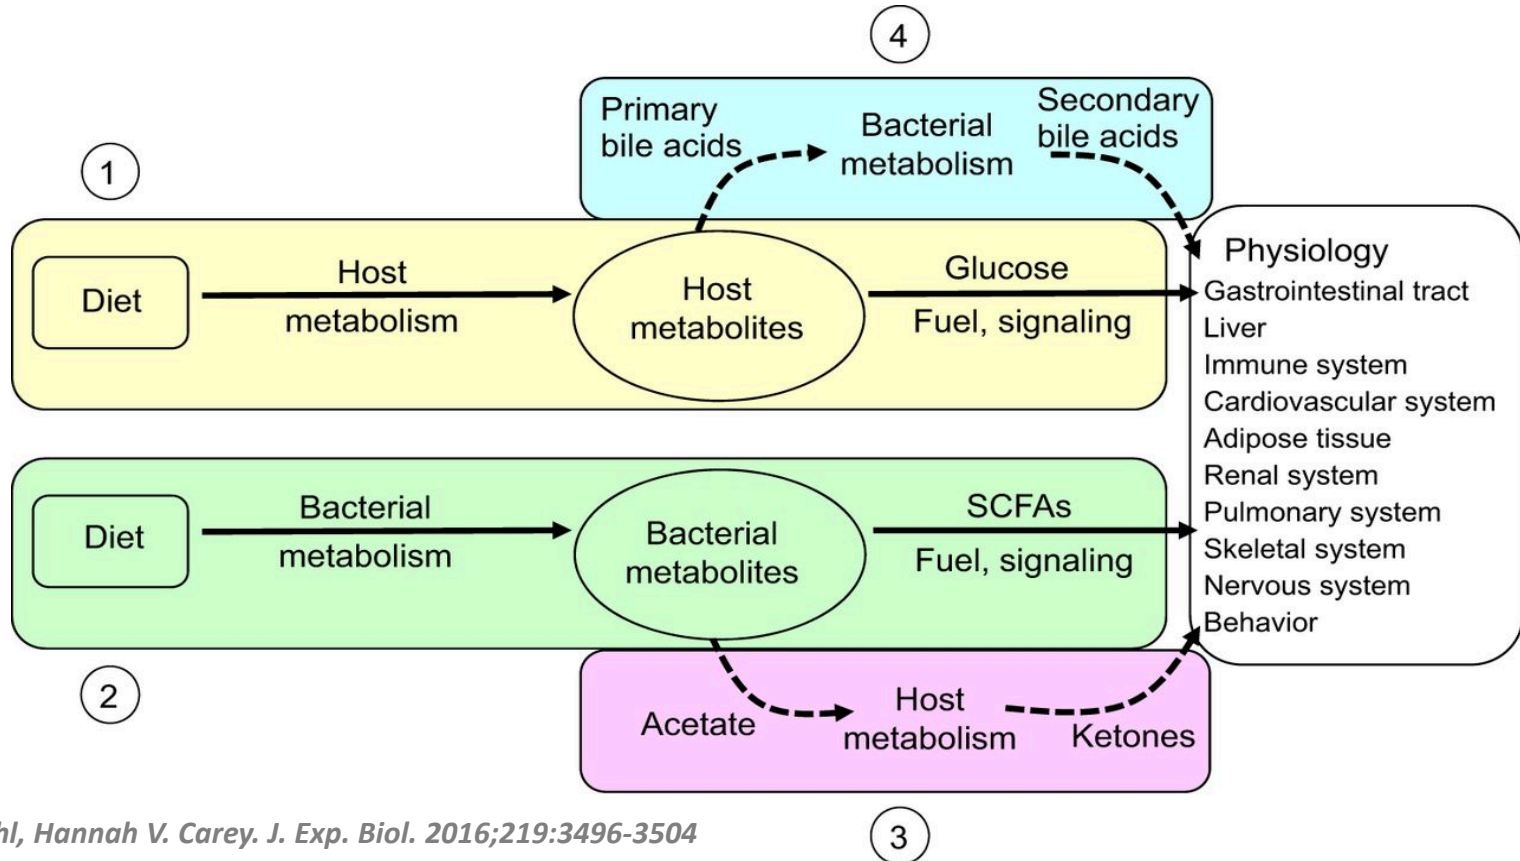 4
Primary
bile acids
Bacterial
metabolism
Secondary
bile acids
1
Diet
Host
metabolism
Host
metabolites
Glucose
Fuel, signaling
Physiology
Gastrointestinal tract
Liver
Immune system
Cardiovascular system
Adipose tissue
Renal system
Pulmonary system
Skeletal system
Nervous system
Behavior
Diet
Bacterial
metabolism
Bacterial
metabolites
SCFAs
Fuel, signaling
2
Acetate
Host
metabolism
Ketones
3
Hannah V. Carey. J. Exp. Biol. 2016;219:3496-3504